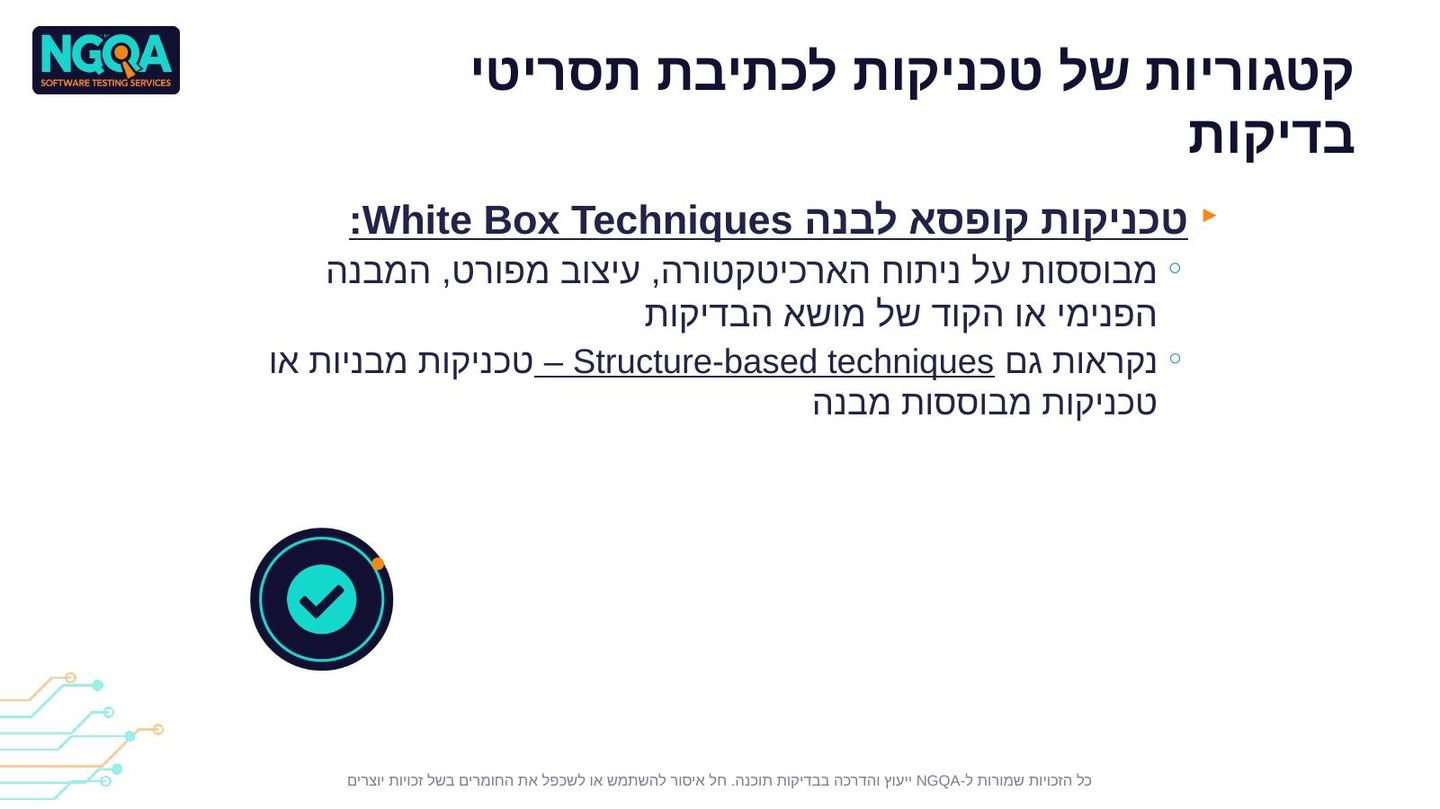 NGQA
SOFTWARE TESTING SERVICES
קטגוריות של טכניקות לכתיבת תסריטי
בדיקות
טכניקות קופסא לבנה White Box Techniques:
מבוססות על ניתוח הארכיטקטורה, עיצוב מפורט, המבנה
הפנימי או הקוד של מושא הבדיקות
נקראות גם Structure-based techniques – טכניקות מבניות או
טכניקות מבוססות מבנה
כל הזכויות שמורות ל-NGQA ייעוץ והדרכה בבדיקות תוכנה. חל איסור להשתמש או לשכפל את החומרים בשל זכויות יוצרים